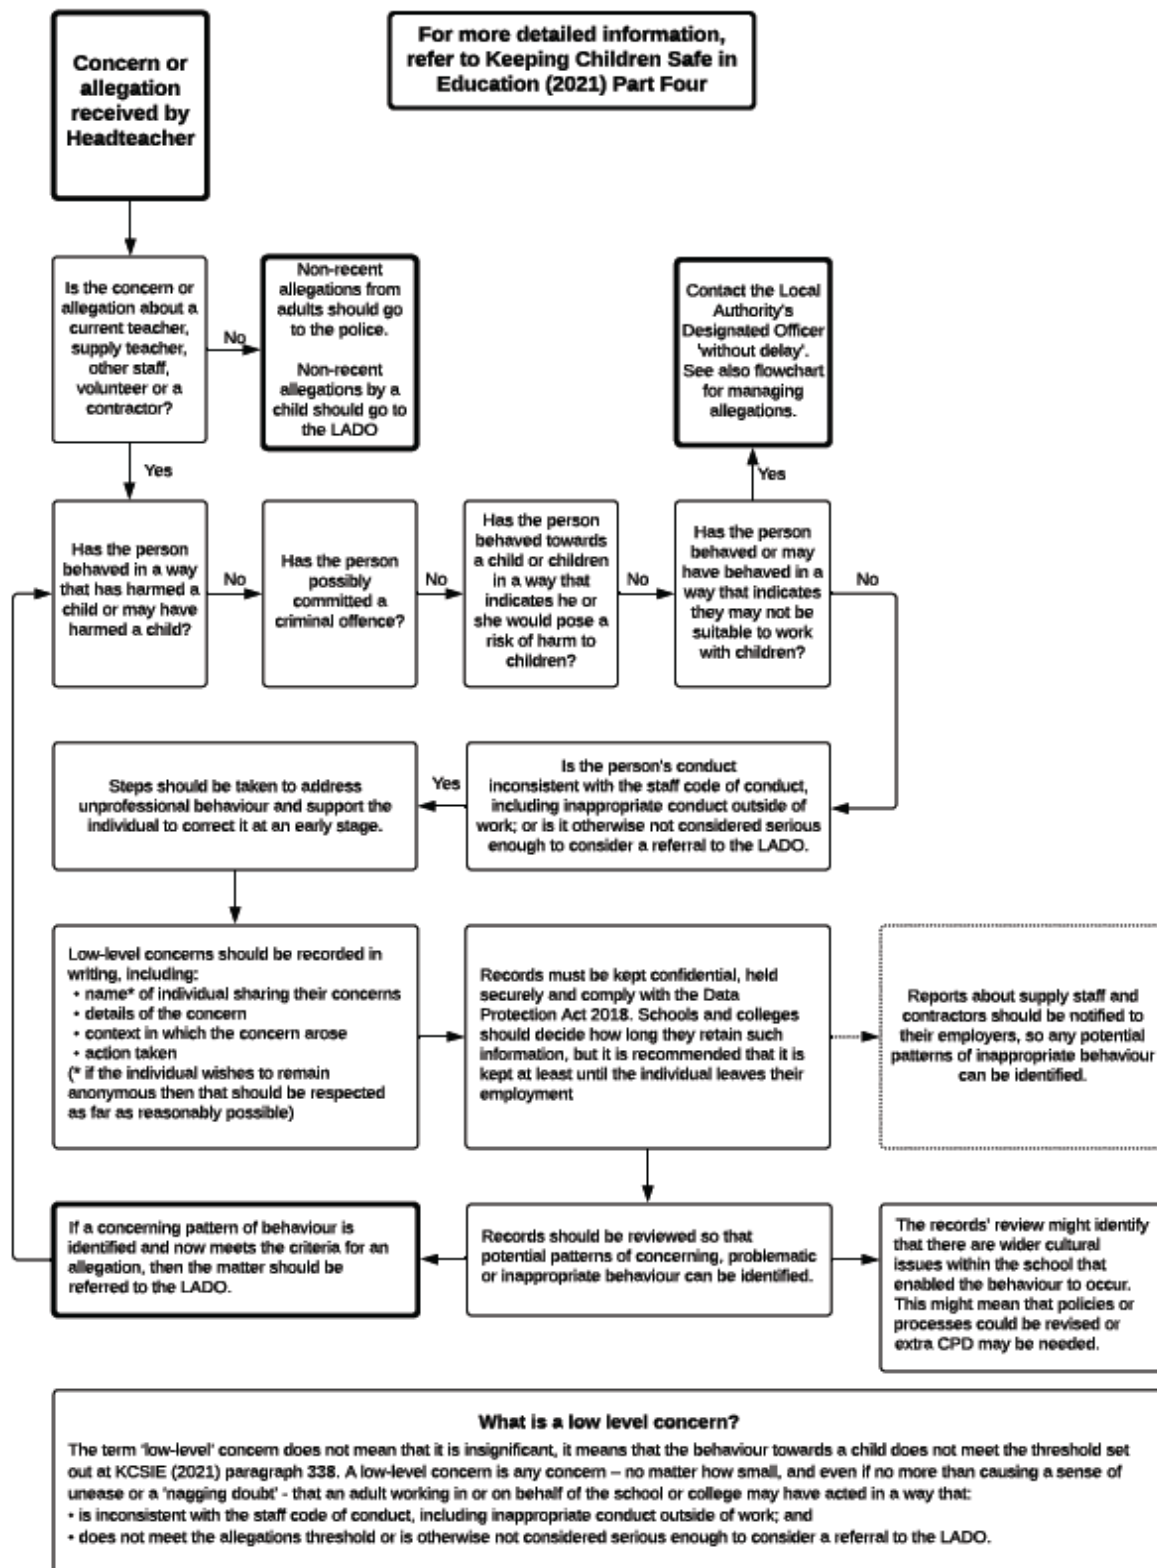 Concern or
allegation
received by
Headteacher
For more detailed information,
refer to Keeping Children Safe in
Education (2021) Part Four
Is the concern or
allegation about a
current teacher,
supply teacher,
other staff,
volunteer or a
contractor?
No
Non-recent
allegations from
adults should go
to the police.
Non-recent
allegations by a
child should go to
the LADO
Contact the Local
Authority's
Designated Officer
'without delay'.
See also flowchart
for managing
allegations.
Yes
Yes
Has the person
behaved in a way
that has harmed a
child or may have
harmed a child?
No
Has the person
possibly
committed a
criminal offence?
No
Has the person
behaved towards
a child or children
in a way that
indicates he or
she would pose a
risk of harm to
children?
No
Has the person
behaved or may
have behaved in a
way that indicates
they may not be
suitable to work
with children?
No
Is the person's conduct
inconsistent with the staff code of conduct,
including inappropriate conduct outside of
work; or is it otherwise not considered serious
enough to consider a referral to the LADO.
Yes
Steps should be taken to address
unprofessional behaviour and support the
individual to correct it at an early stage.
Low-level concerns should be recorded in
writing, including:
• name* of individual sharing their concerns
• details of the concern
• context in which the concern arose
• action taken
(* if the individual wishes to remain
anonymous then that should be respected
as far as reasonably possible)
Records must be kept confidential, held
securely and comply with the Data
Protection Act 2018. Schools and colleges
should decide how long they retain such
information, but it is recommended that it is
kept at least until the individual leaves their
employment
Reports about supply staff and
contractors should be notified to
their employers, so any potential
patterns of inappropriate behaviour
can be identified.
If a concerning pattern of behaviour is
identified and now meets the criteria for an
allegation, then the matter should be
referred to the LADO.
Records should be reviewed so that
potential patterns of concerning, problematic
or inappropriate behaviour can be identified.
The records' review might identify
that there are wider cultural
issues within the school that
enabled the behaviour to occur.
This might mean that policies or
processes could be revised or
extra CPD may be needed.
What is a low level concern?
The term 'low-level' concern does not mean that it is insignificant, it means that the behaviour towards a child does not meet the threshold set
out at KCSIE (2021) paragraph 338. A low-level concern is any concern – no matter how small, and even if no more than causing a sense of
unease or a 'nagging doubt' - that an adult working in or on behalf of the school or college may have acted in a way that:
• is inconsistent with the staff code of conduct, including inappropriate conduct outside of work; and
• does not meet the allegations threshold or is otherwise not considered serious enough to consider a referral to the LADO.